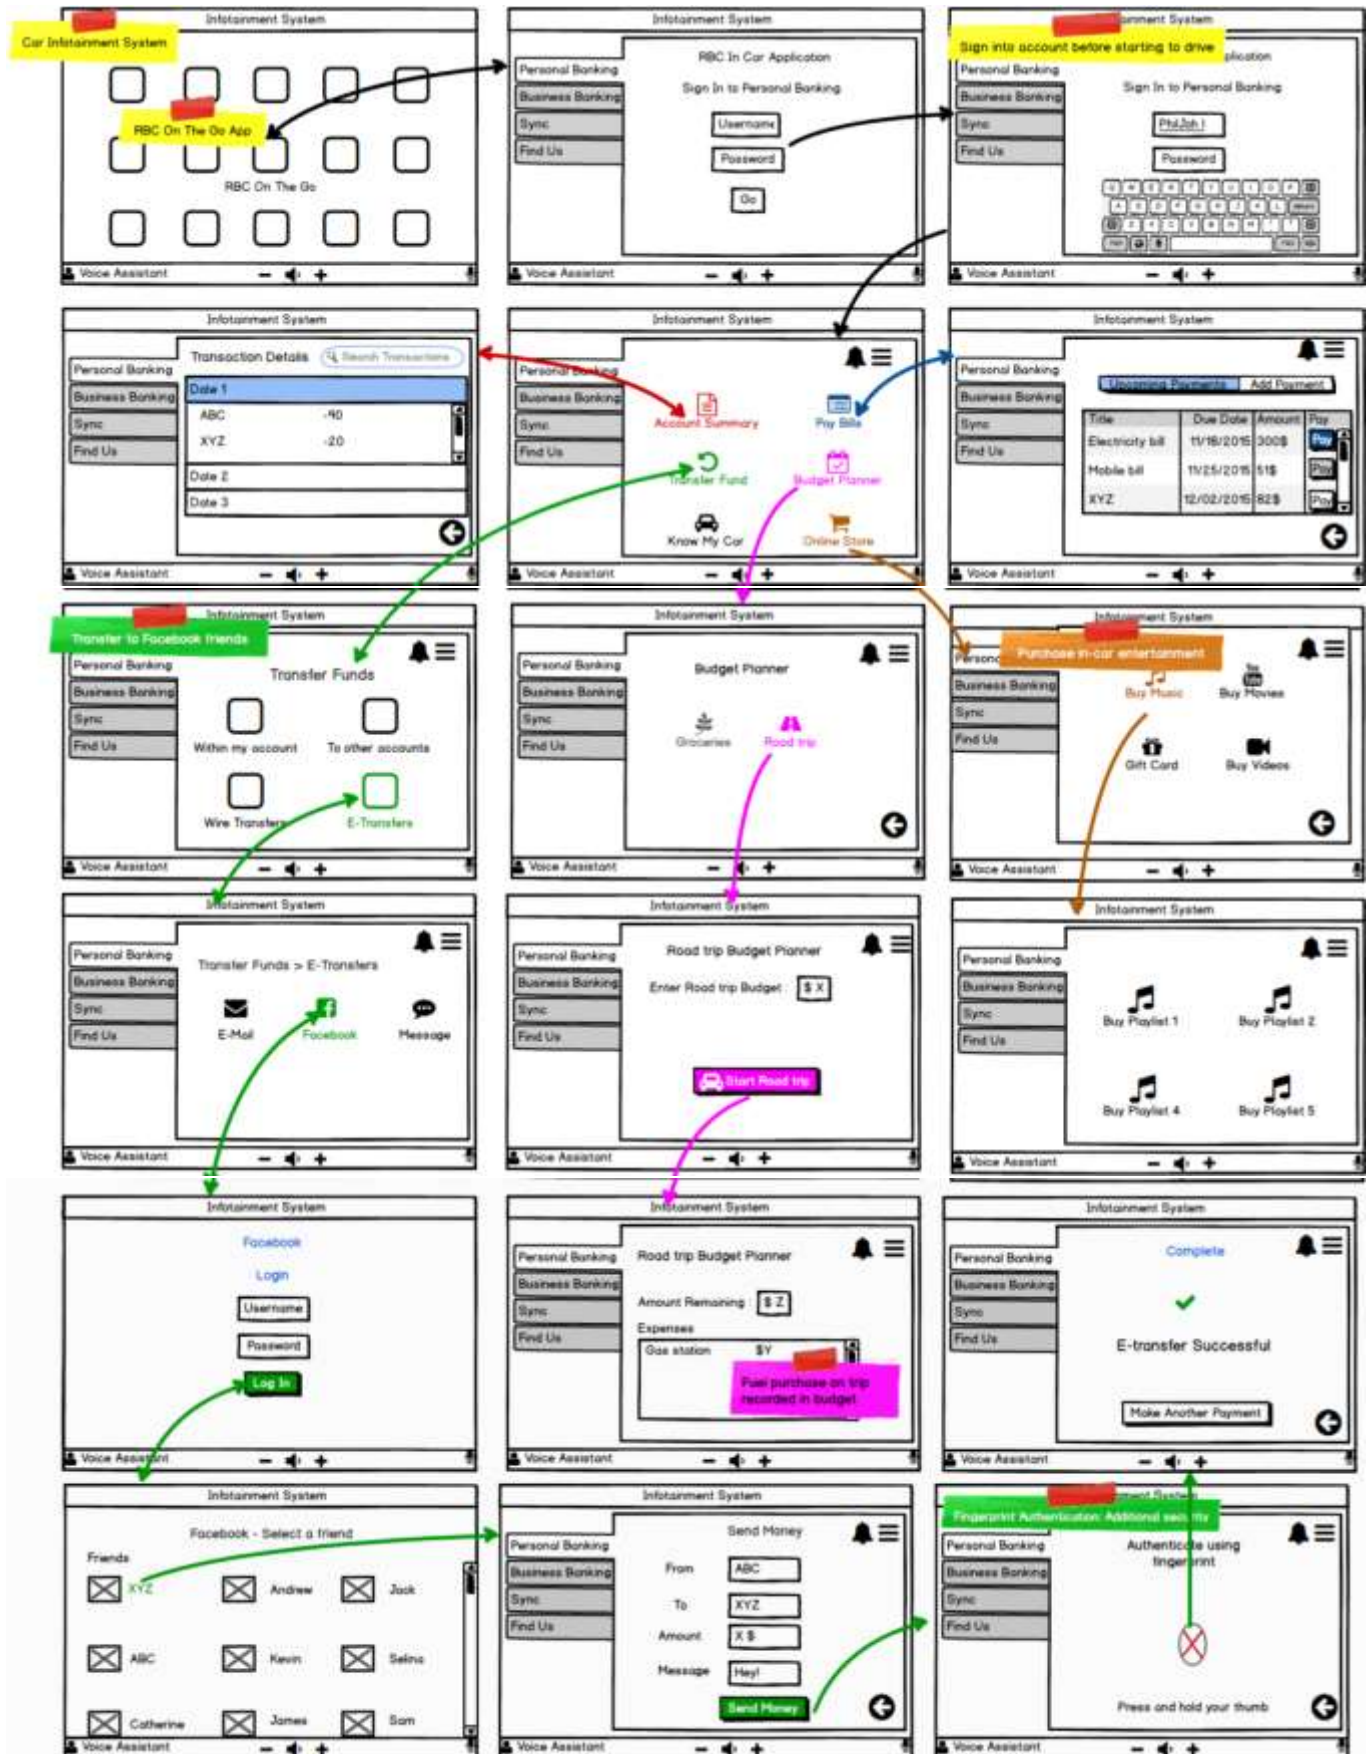 Infotainment System
Car Infotainment System
RBC On The Go App
RBC On The Go
Voice Assistant
Infotainment System
Personal Banking
Business Banking
Sync
Find Us
RBC In Car Application
Sign In to Personal Banking
Username
Password
Go
Voice Assistant
Sign into account before starting to drive
Personal Banking
Business Banking
Sync
Find Us
Sign In to Personal Banking
PhilJoh |
Password
Voice Assistant
Infotainment System
Personal Banking
Business Banking
Sync
Find Us
Transaction Details
Search Transactions
Date 1
ABC -40
XYZ -20
Date 2
Date 3
Voice Assistant
Infotainment System
Personal Banking
Business Banking
Sync
Find Us
Account Summary
Pay Bills
Transfer Fund
Budget Planner
Know My Car
Online Store
Voice Assistant
Infotainment System
Personal Banking
Business Banking
Sync
Find Us
Upcoming Payments Add Payment
Title Due Date Amount Pay
Electricity bill 11/18/2015 300$ Pay
Mobile bill 11/25/2015 51$ Pay
XYZ 12/02/2015 82$ Pay
Voice Assistant
Infotainment System
Transfer to Facebook friends
Personal Banking
Business Banking
Sync
Find Us
Transfer Funds
Within my account
To other accounts
Wire Transfers
E-Transfers
Voice Assistant
Infotainment System
Personal Banking
Business Banking
Sync
Find Us
Budget Planner
Groceries
Road trip
Voice Assistant
Infotainment System
Purchase in-car entertainment
Business Banking
Sync
Find Us
Buy Music
You Tube
Buy Movies
Gift Card
Buy Videos
Voice Assistant
Infotainment System
Personal Banking
Business Banking
Sync
Find Us
Transfer Funds > E-Transfers
E-Mail
Facebook
Message
Voice Assistant
Infotainment System
Personal Banking
Business Banking
Sync
Find Us
Road trip Budget Planner
Enter Road trip Budget : $ X
Start Road trip
Voice Assistant
Infotainment System
Personal Banking
Business Banking
Sync
Find Us
Buy Playlist 1
Buy Playlist 2
Buy Playlist 4
Buy Playlist 5
Voice Assistant
Infotainment System
Facebook
Login
Username
Password
Log In
Voice Assistant
Infotainment System
Personal Banking
Business Banking
Sync
Find Us
Road trip Budget Planner
Amount Remaining : $ Z
Expenses
Gas station $Y
Fuel purchase on trip
recorded in budget
Voice Assistant
Infotainment System
Personal Banking
Business Banking
Sync
Find Us
Complete
E-transfer Successful
Make Another Payment
Voice Assistant
Infotainment System
Facebook - Select a friend
Friends
XYZ Andrew Jack
ABC Kevin Selina
Catherine James Sam
Voice Assistant
Infotainment System
Personal Banking
Business Banking
Sync
Find Us
Send Money
From ABC
To XYZ
Amount X $
Message Hey!
Send Money
Voice Assistant
Fingerprint Authentication: Additional security
Personal Banking
Business Banking
Sync
Find Us
Authenticate using
fingerprint
Press and hold your thumb
Voice Assistant